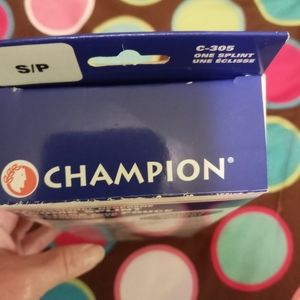 S/P
C-305
ONE SPLINT
UNE ÉCLISSE
CHAMPION®